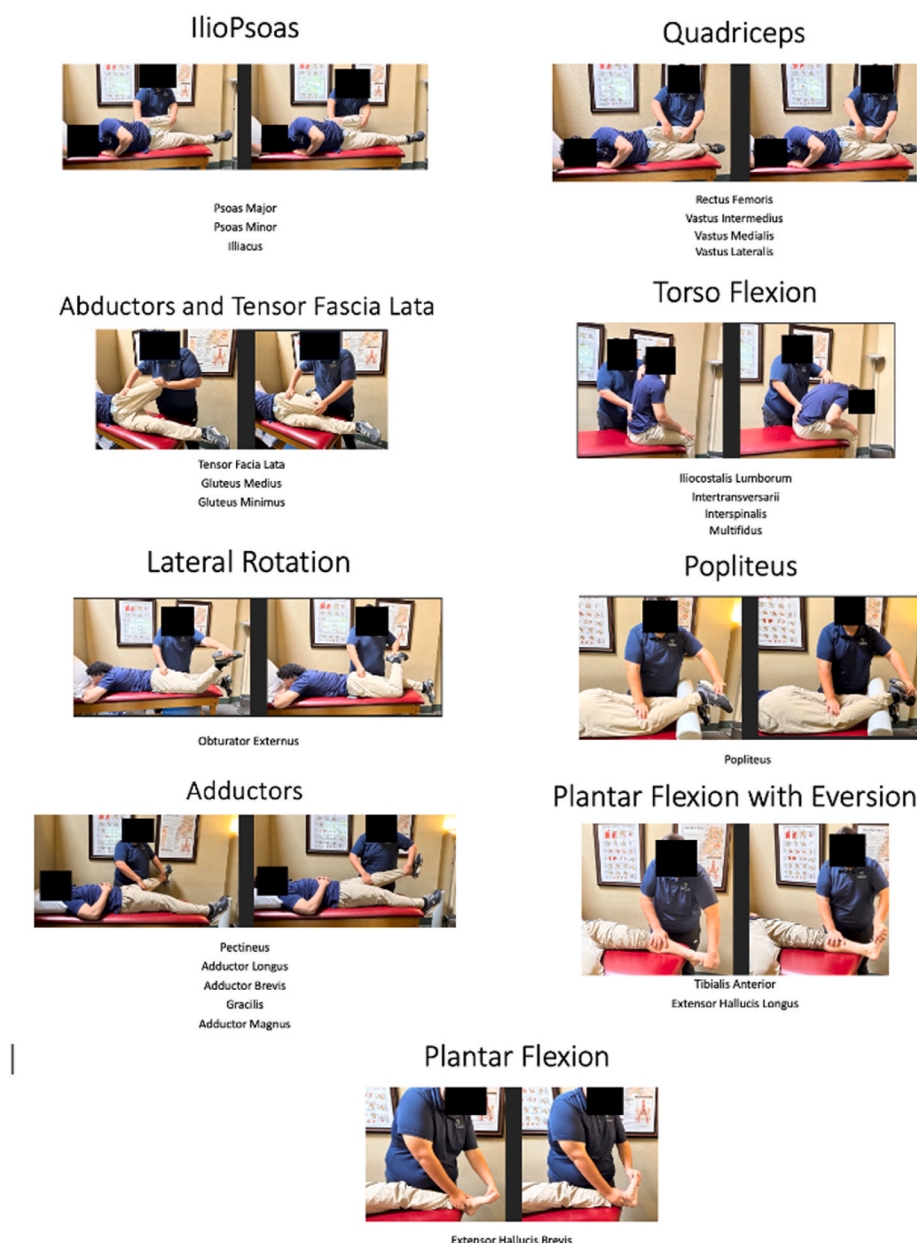 IlioPsoas
Psoas Major
Psoas Minor
Illiacus
Quadriceps
Rectus Femoris
Vastus Intermedius
Vastus Medialis
Vastus Lateralis
Abductors and Tensor Fascia Lata
Tensor Facia Lata
Gluteus Medius
Gluteus Minimus
Torso Flexion
Iliocostalis Lumborum
Intertransversarii
Interspinalis
Multifidus
Lateral Rotation
Obturator Externus
Popliteus
Popliteus
Adductors
Pectineus
Adductor Longus
Adductor Brevis
Gracilis
Adductor Magnus
Plantar Flexion with Eversion
Tibialis Anterior
Extensor Hallucis Longus
Plantar Flexion
Extensor Hallucis Brevis